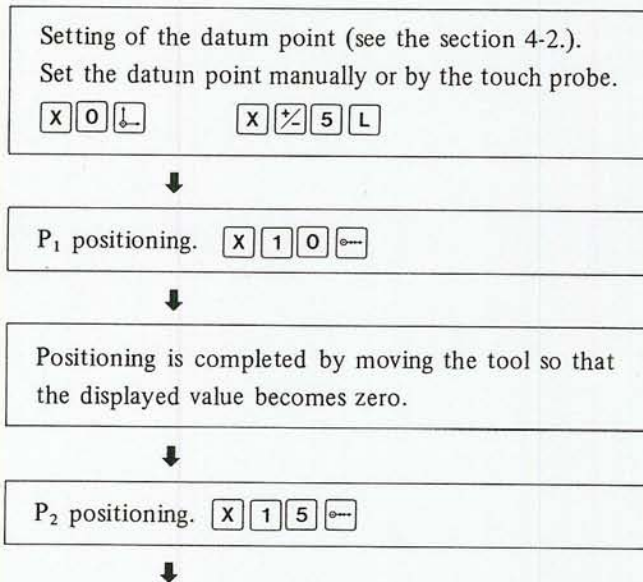 Setting of the datum point (see the section 4-2.).
Set the datum point manually or by the touch probe.
X 0 X +/- 5 L
P₁ positioning. X 1 0
Positioning is completed by moving the tool so that
the displayed value becomes zero.
P₂ positioning. X 1 5